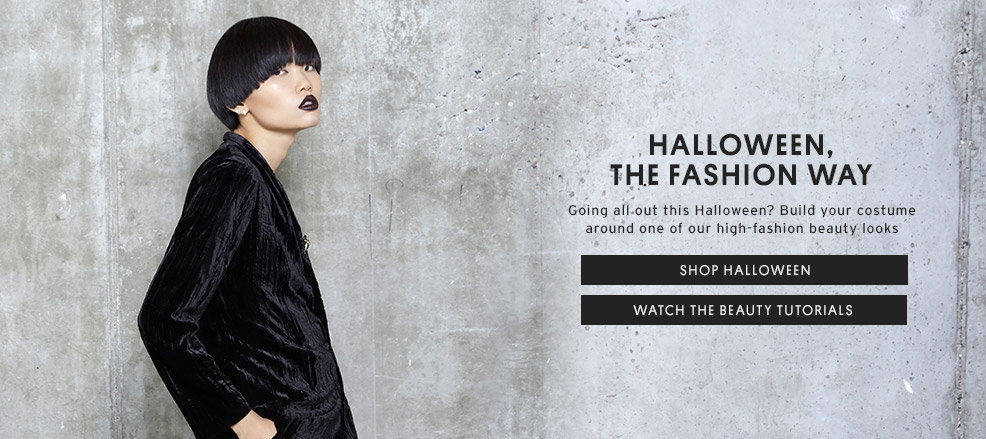 HALLOWEEN,
THE FASHION WAY
Going all out this Halloween? Build your costume
around one of our high-fashion beauty looks
SHOP HALLOWEEN
WATCH THE BEAUTY TUTORIALS